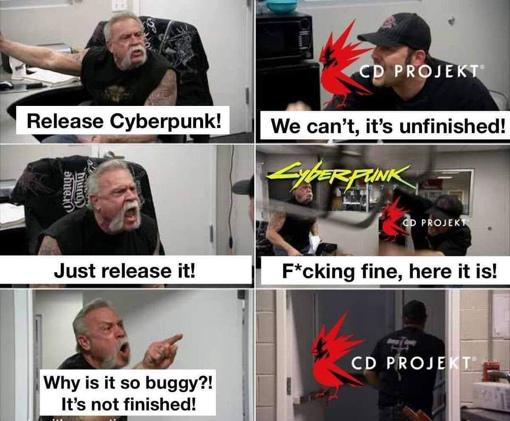 Release Cyberpunk!
CD PROJEKT®
We can't, it's unfinished!
Just release it!
Cyberpunk
CD PROJEKT
F*cking fine, here it is!
Why is it so buggy?!
It's not finished!
CD PROJEKT®